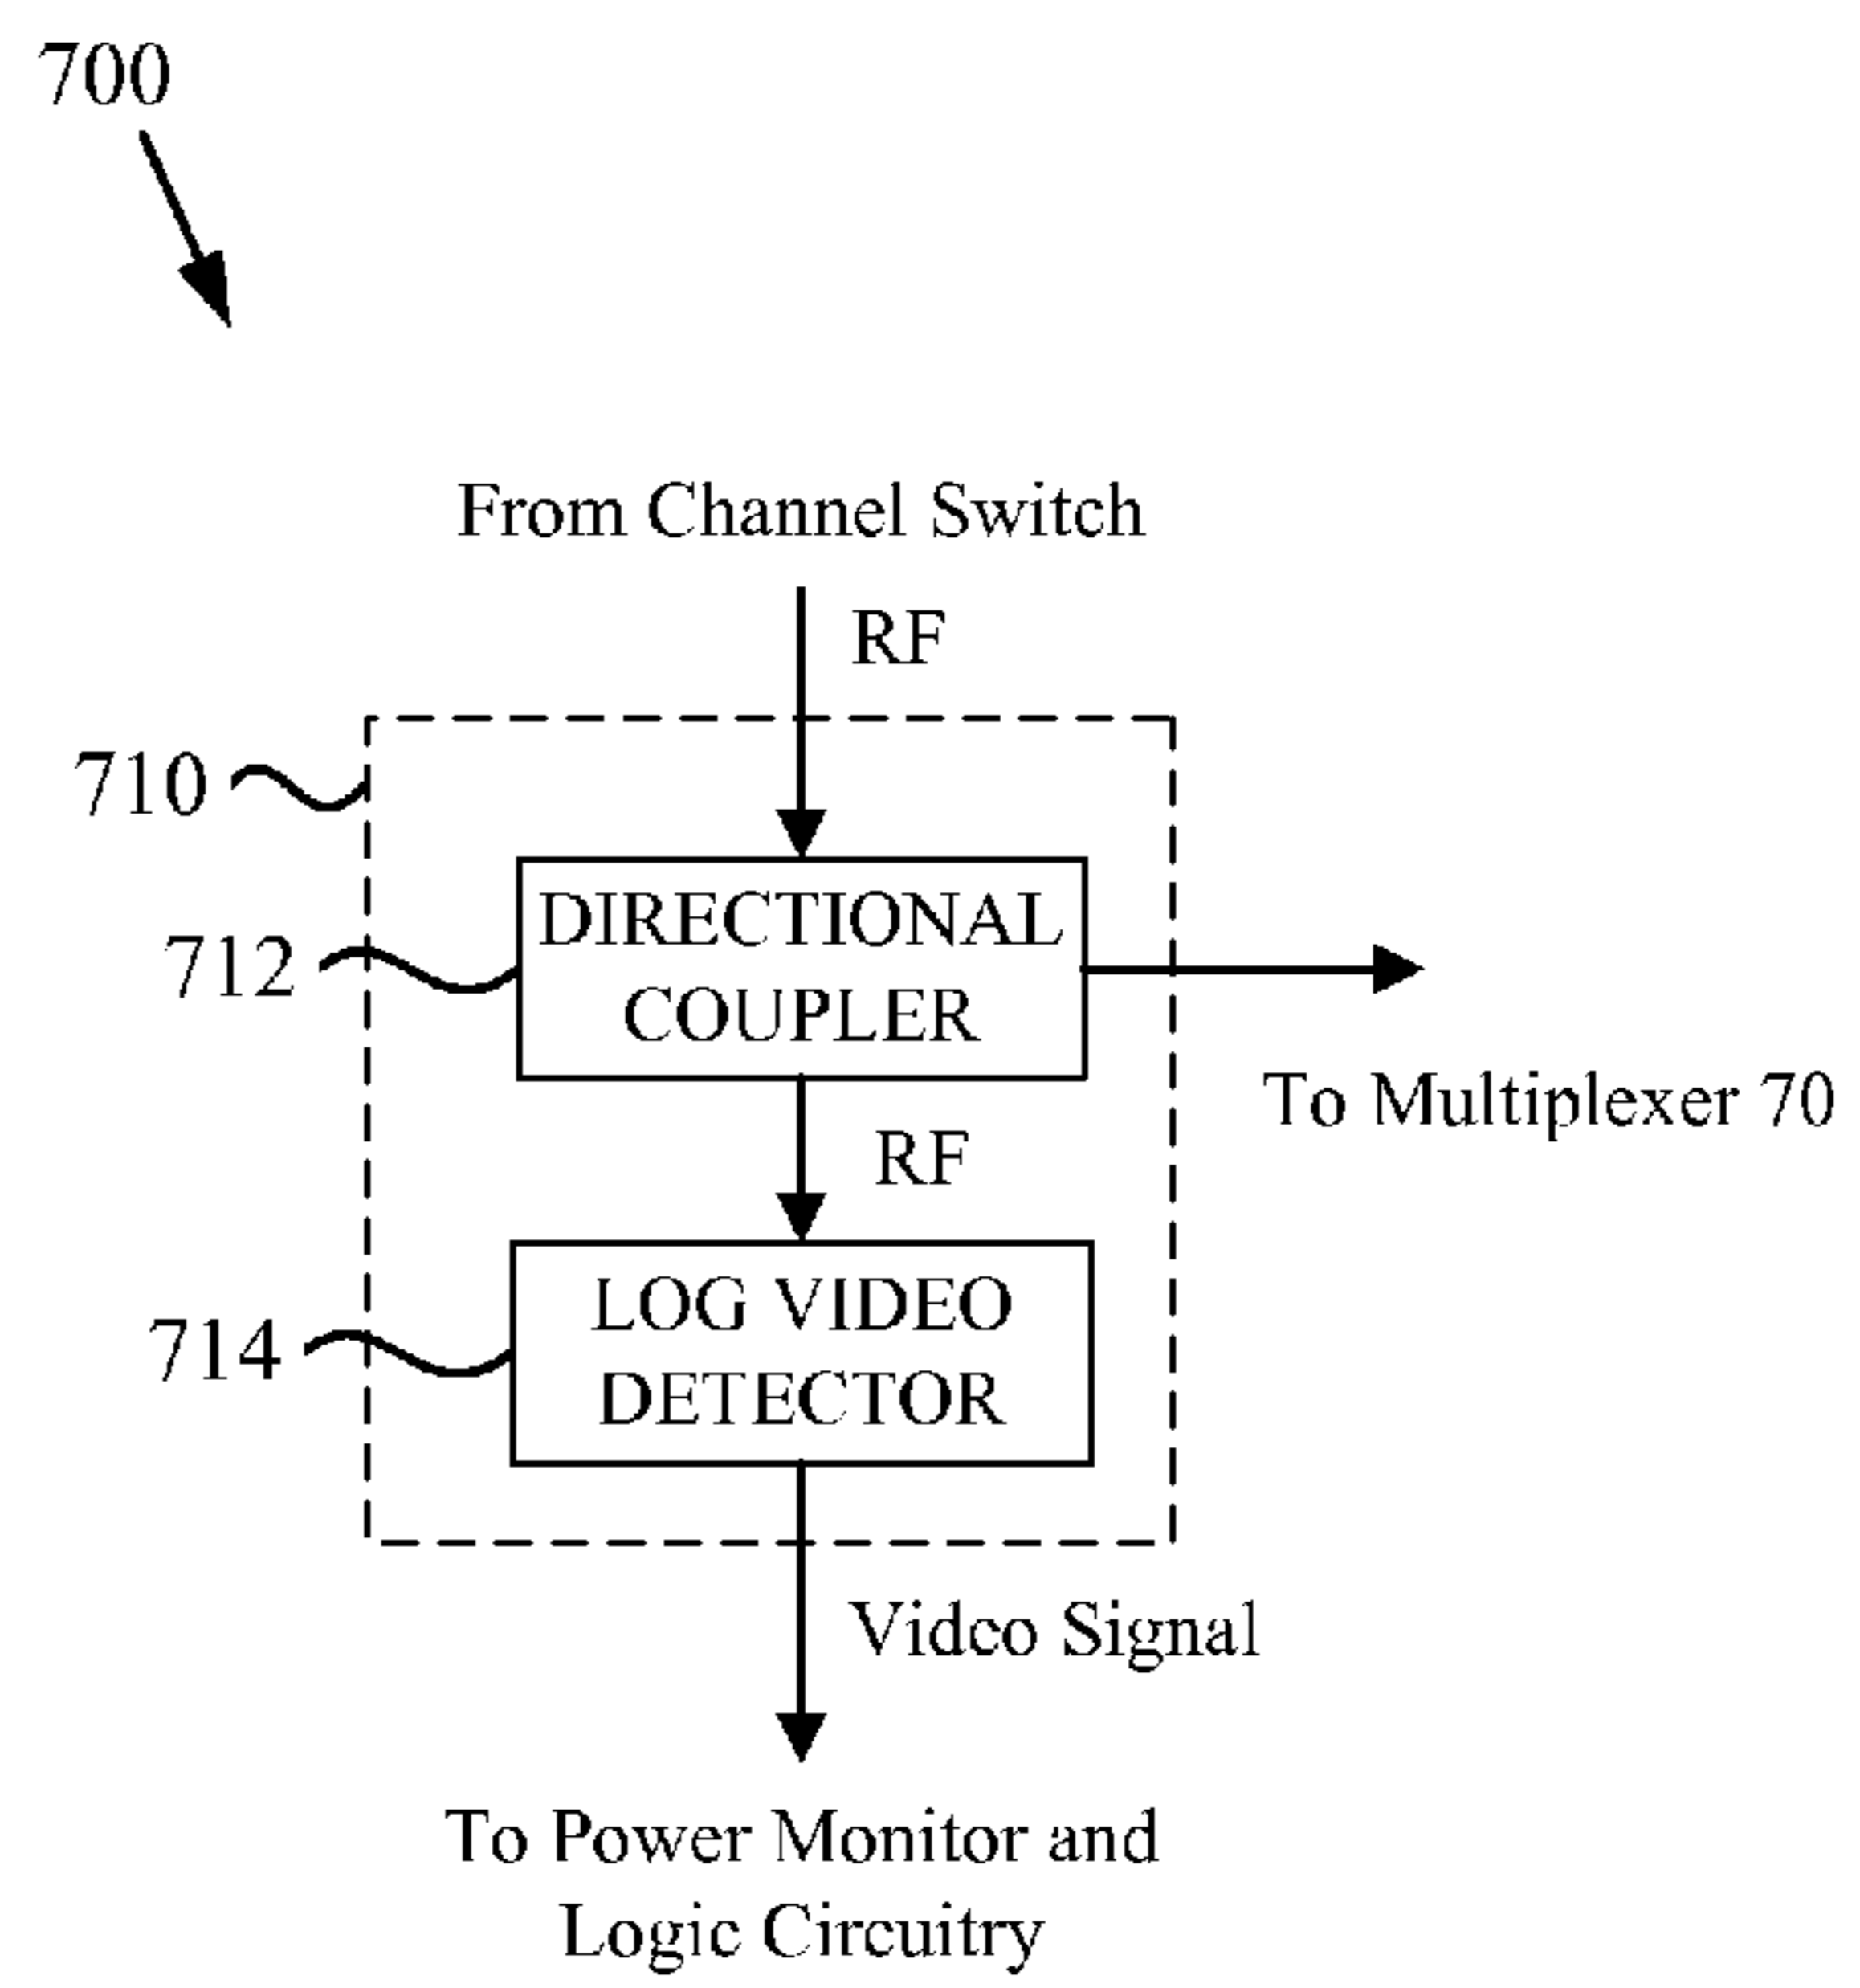 700
From Channel Switch
RF
710
DIRECTIONAL
COUPLER
712
To Multiplexer 70
RF
LOG VIDEO
DETECTOR
714
Video Signal
To Power Monitor and
Logic Circuitry